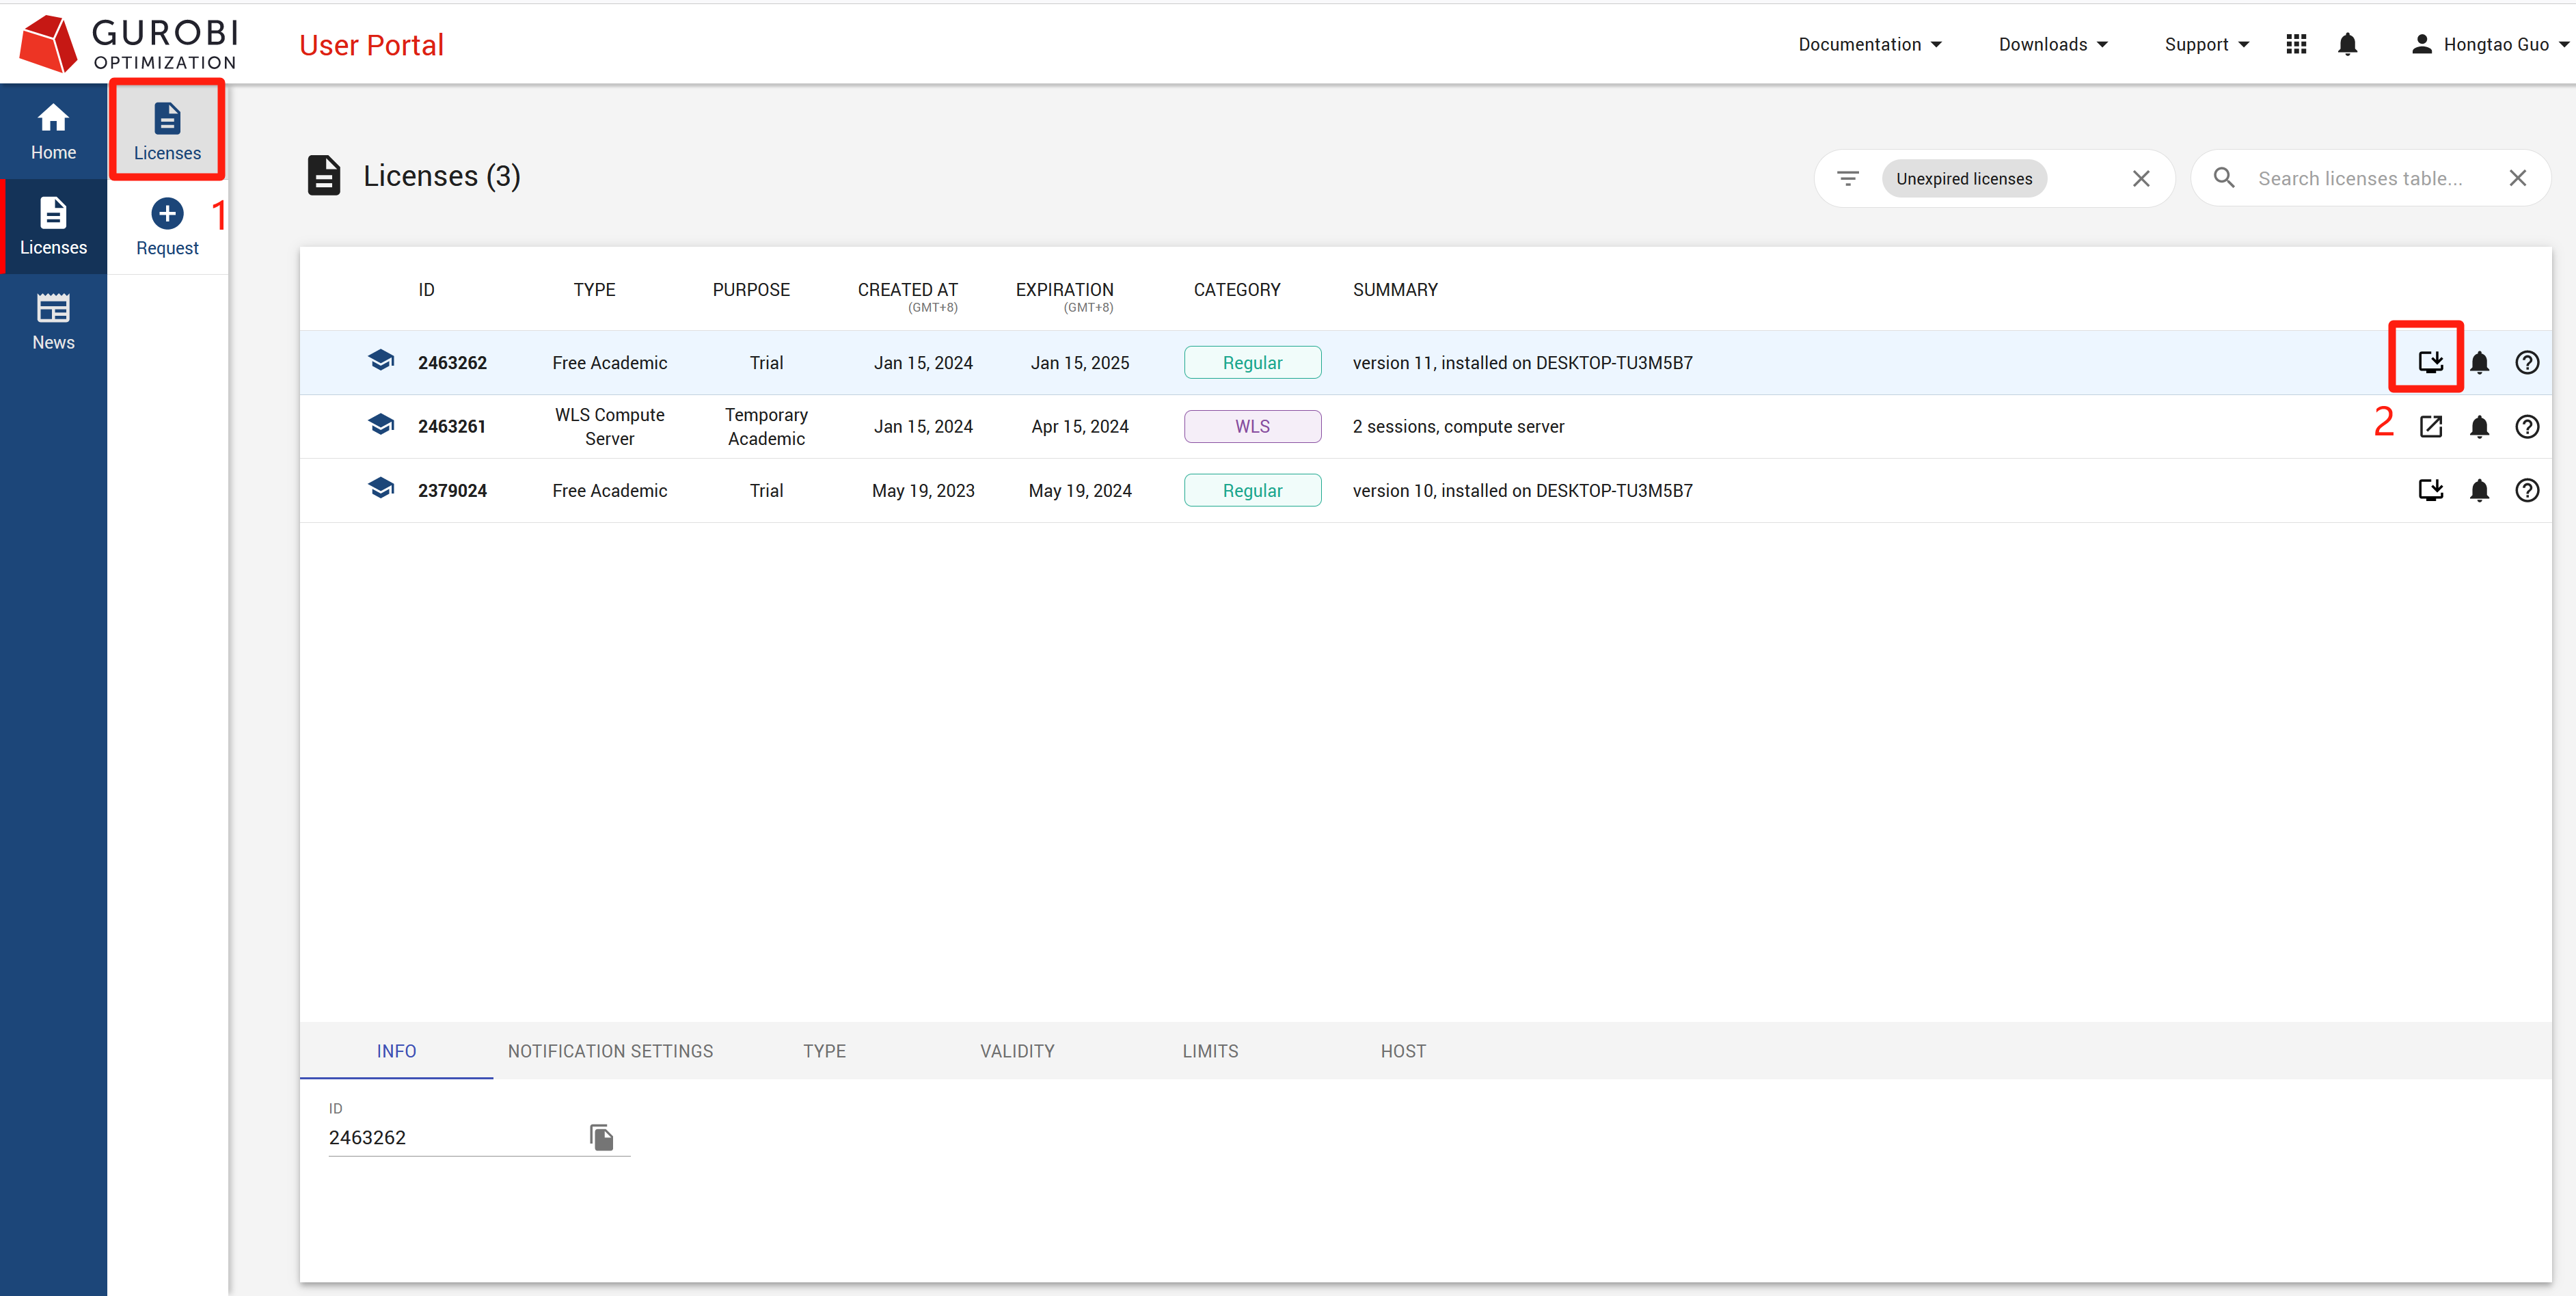 GUROBI
OPTIMIZATION
User Portal
Documentation
Downloads
Support
Hongtao Guo
Home
Licenses
Licenses
Request
1
News
Licenses (3)
Unexpired licenses
Search licenses table...
ID TYPE PURPOSE CREATED AT EXPIRATION CATEGORY SUMMARY
(GMT+8) (GMT+8)
2463262 Free Academic Trial Jan 15, 2024 Jan 15, 2025 Regular version 11, installed on DESKTOP-TU3M5B7
WLS Compute Temporary
2463261 Jan 15, 2024 Apr 15, 2024 WLS 2 sessions, compute server 2
Server Academic
2379024 Free Academic Trial May 19, 2023 May 19, 2024 Regular version 10, installed on DESKTOP-TU3M5B7
INFO NOTIFICATION SETTINGS TYPE VALIDITY LIMITS HOST
ID
2463262